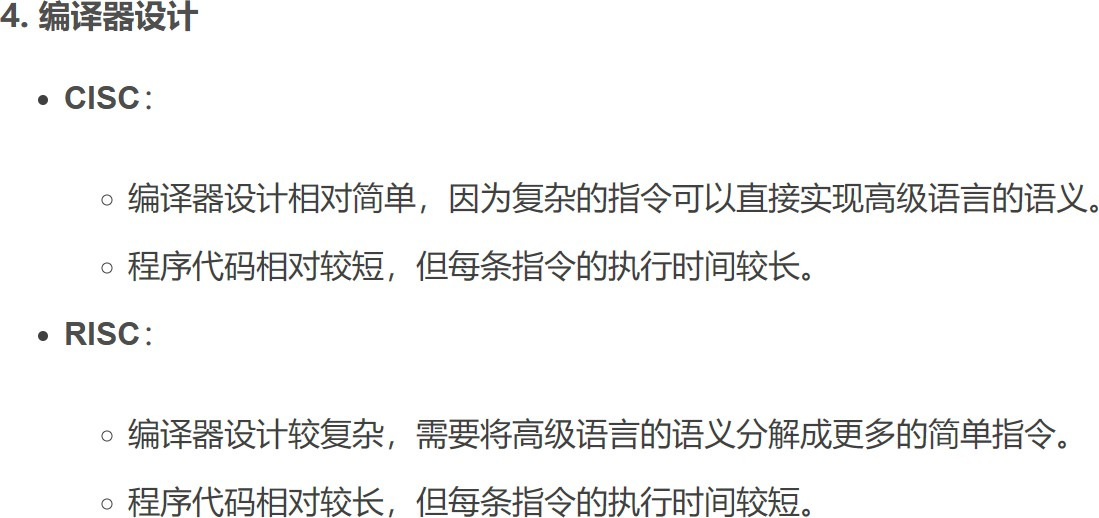 4. 编译器设计
• CISC：
○ 编译器设计相对简单，因为复杂的指令可以直接实现高级语言的语义。
○ 程序代码相对较短，但每条指令的执行时间较长。
• RISC：
○ 编译器设计较复杂，需要将高级语言的语义分解成更多的简单指令。
○ 程序代码相对较长，但每条指令的执行时间较短。